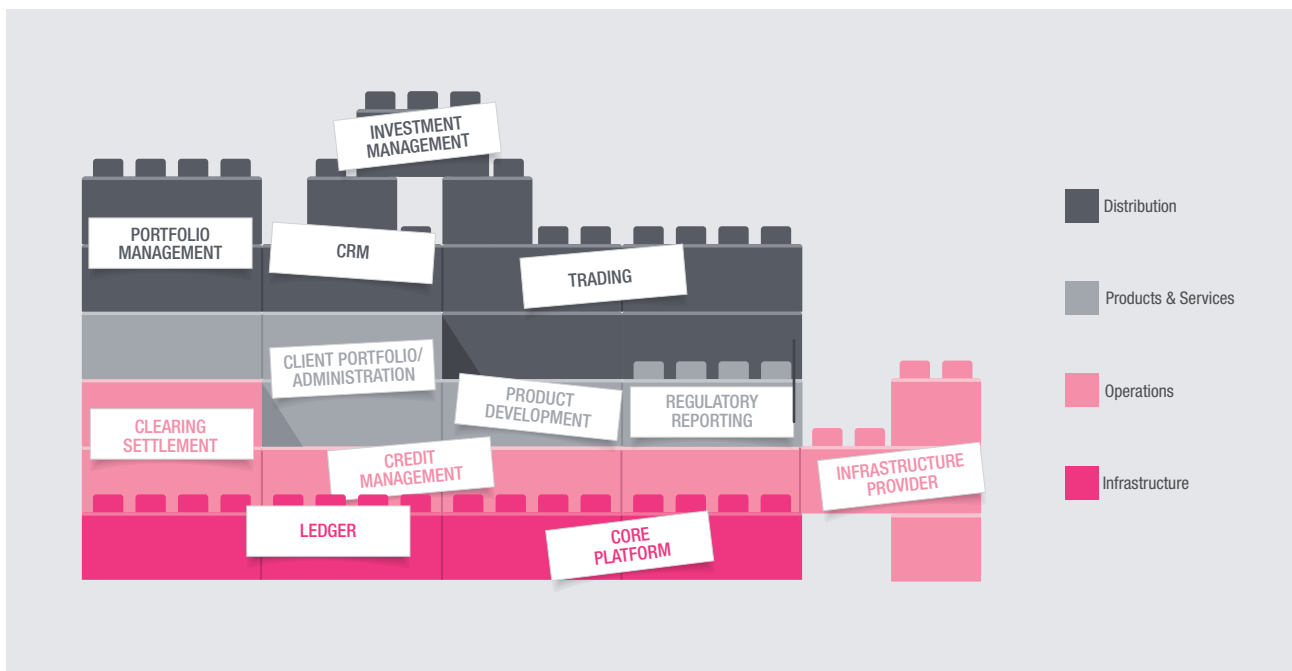 INVESTMENT
MANAGEMENT
PORTFOLIO
MANAGEMENT
CRM
TRADING
CLIENT PORTFOLIO/
ADMINISTRATION
PRODUCT
DEVELOPMENT
REGULATORY
REPORTING
CLEARING
SETTLEMENT
CREDIT
MANAGEMENT
INFRASTRUCTURE
PROVIDER
LEDGER
CORE
PLATFORM
Distribution
Products & Services
Operations
Infrastructure